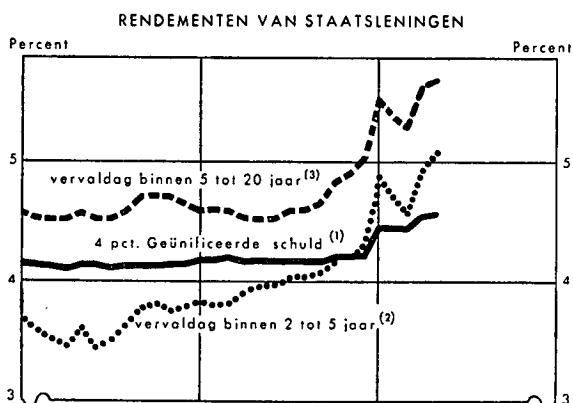 RENDEMENTEN VAN STAATSLENINGEN
Percent Percent
5 5
vervaldag binnen 5 tot 20 jaar (3)
4 pct. Geünificeerde schuld (1)
4 4
vervaldag binnen 2 tot 5 jaar (2)
3 3